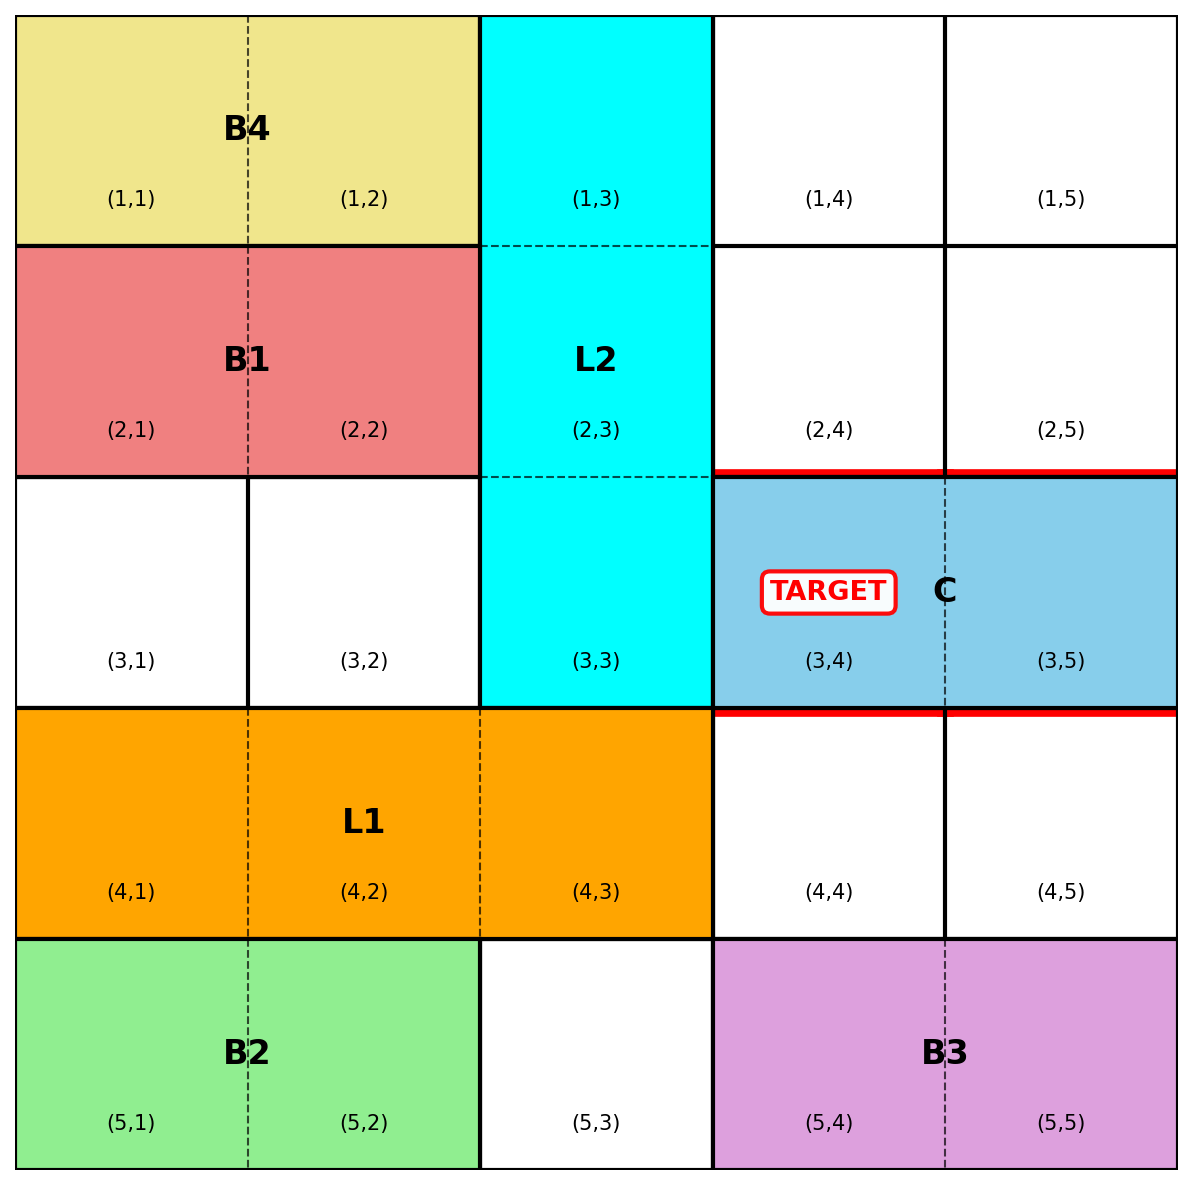 B4
(1,1) (1,2) (1,3) (1,4) (1,5)
B1 L2
(2,1) (2,2) (2,3) (2,4) (2,5)
TARGET C
(3,1) (3,2) (3,3) (3,4) (3,5)
L1
(4,1) (4,2) (4,3) (4,4) (4,5)
B2 B3
(5,1) (5,2) (5,3) (5,4) (5,5)